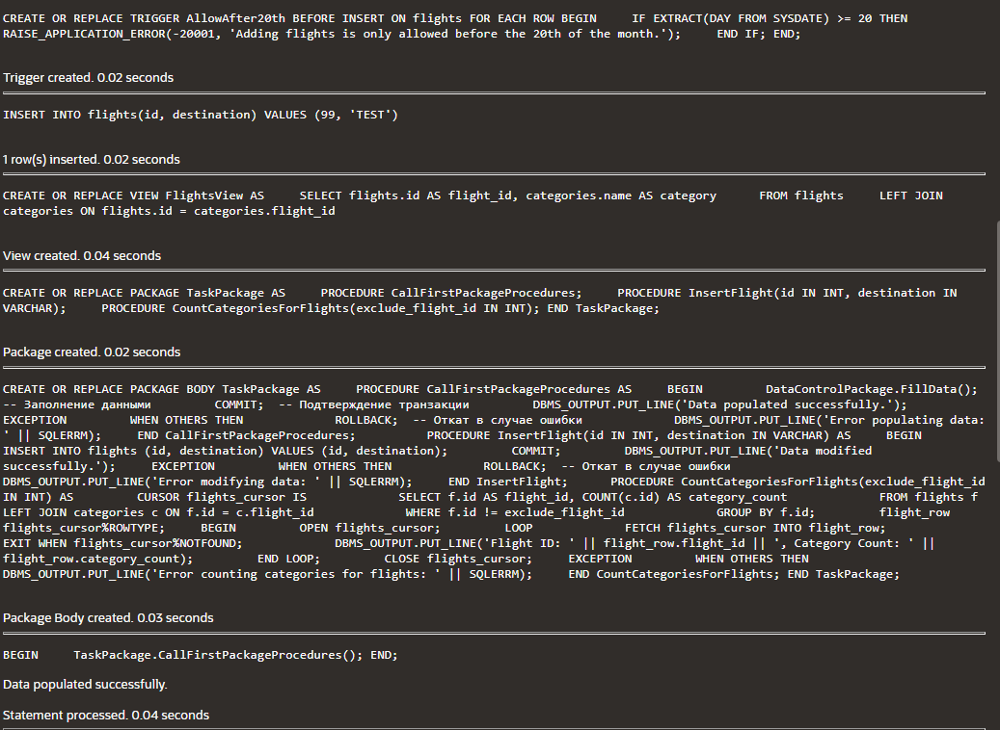 CREATE OR REPLACE TRIGGER AllowAfter20th BEFORE INSERT ON flights FOR EACH ROW BEGIN     IF EXTRACT(DAY FROM SYSDATE) >= 20 THEN
RAISE_APPLICATION_ERROR(-20001, 'Adding flights is only allowed before the 20th of the month.');     END IF; END;
Trigger created. 0.02 seconds
INSERT INTO flights(id, destination) VALUES (99, 'TEST')
1 row(s) inserted. 0.02 seconds
CREATE OR REPLACE VIEW FlightsView AS     SELECT flights.id AS flight_id, categories.name AS category      FROM flights     LEFT JOIN
categories ON flights.id = categories.flight_id
View created. 0.04 seconds
CREATE OR REPLACE PACKAGE TaskPackage AS     PROCEDURE CallFirstPackageProcedures;     PROCEDURE InsertFlight(id IN INT, destination IN
VARCHAR);     PROCEDURE CountCategoriesForFlights(exclude_flight_id IN INT); END TaskPackage;
Package created. 0.02 seconds
CREATE OR REPLACE PACKAGE BODY TaskPackage AS     PROCEDURE CallFirstPackageProcedures AS     BEGIN         DataControlPackage.FillData();
-- Заполнение данными         COMMIT;  -- Подтверждение транзакции         DBMS_OUTPUT.PUT_LINE('Data populated successfully.');
EXCEPTION         WHEN OTHERS THEN             ROLLBACK;  -- Откат в случае ошибки             DBMS_OUTPUT.PUT_LINE('Error populating data:
' || SQLERRM);     END CallFirstPackageProcedures;          PROCEDURE InsertFlight(id IN INT, destination IN VARCHAR) AS     BEGIN
INSERT INTO flights (id, destination) VALUES (id, destination);         COMMIT;         DBMS_OUTPUT.PUT_LINE('Data modified
successfully.');     EXCEPTION         WHEN OTHERS THEN             ROLLBACK;  -- Откат в случае ошибки
DBMS_OUTPUT.PUT_LINE('Error modifying data: ' || SQLERRM);     END InsertFlight;      PROCEDURE CountCategoriesForFlights(exclude_flight_id
IN INT) AS         CURSOR flights_cursor IS             SELECT f.id AS flight_id, COUNT(c.id) AS category_count             FROM flights f
LEFT JOIN categories c ON f.id = c.flight_id             WHERE f.id != exclude_flight_id             GROUP BY f.id;         flight_row
flights_cursor%ROWTYPE;     BEGIN         OPEN flights_cursor;         LOOP             FETCH flights_cursor INTO flight_row;
EXIT WHEN flights_cursor%NOTFOUND;             DBMS_OUTPUT.PUT_LINE('Flight ID: ' || flight_row.flight_id || ', Category Count: ' ||
flight_row.category_count);         END LOOP;         CLOSE flights_cursor;     EXCEPTION         WHEN OTHERS THEN
DBMS_OUTPUT.PUT_LINE('Error counting categories for flights: ' || SQLERRM);     END CountCategoriesForFlights; END TaskPackage;
Package Body created. 0.03 seconds
BEGIN     TaskPackage.CallFirstPackageProcedures(); END;
Data populated successfully.
Statement processed. 0.04 seconds